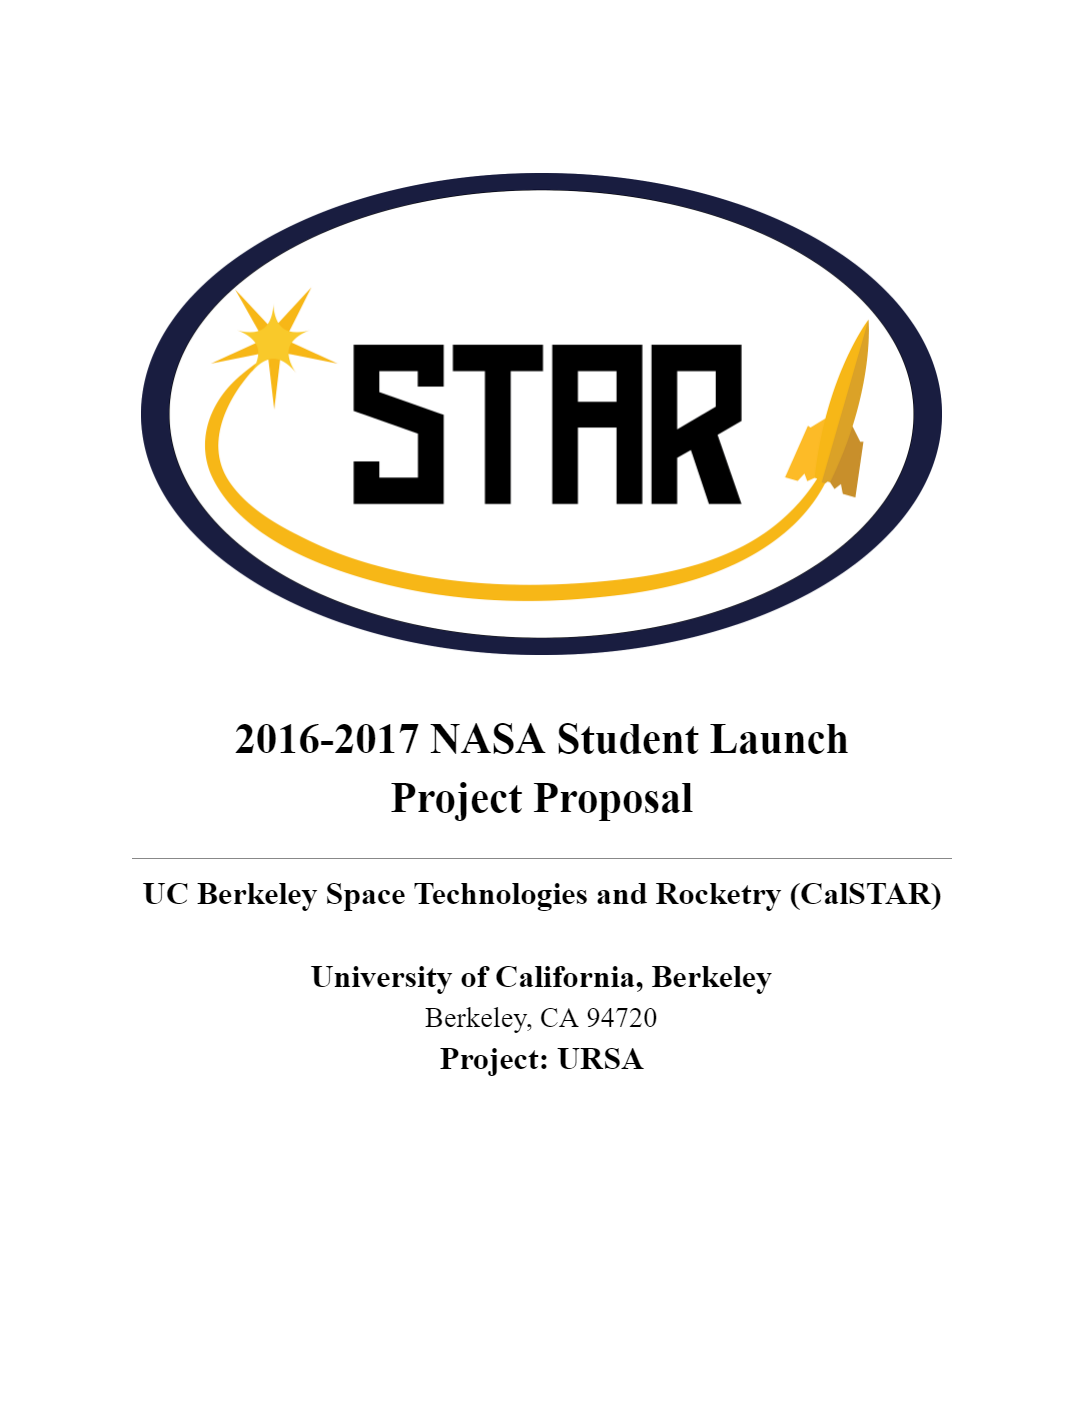 STAR
2016-2017 NASA Student Launch
Project Proposal
UC Berkeley Space Technologies and Rocketry (CalSTAR)
University of California, Berkeley
Berkeley, CA 94720
Project: URSA